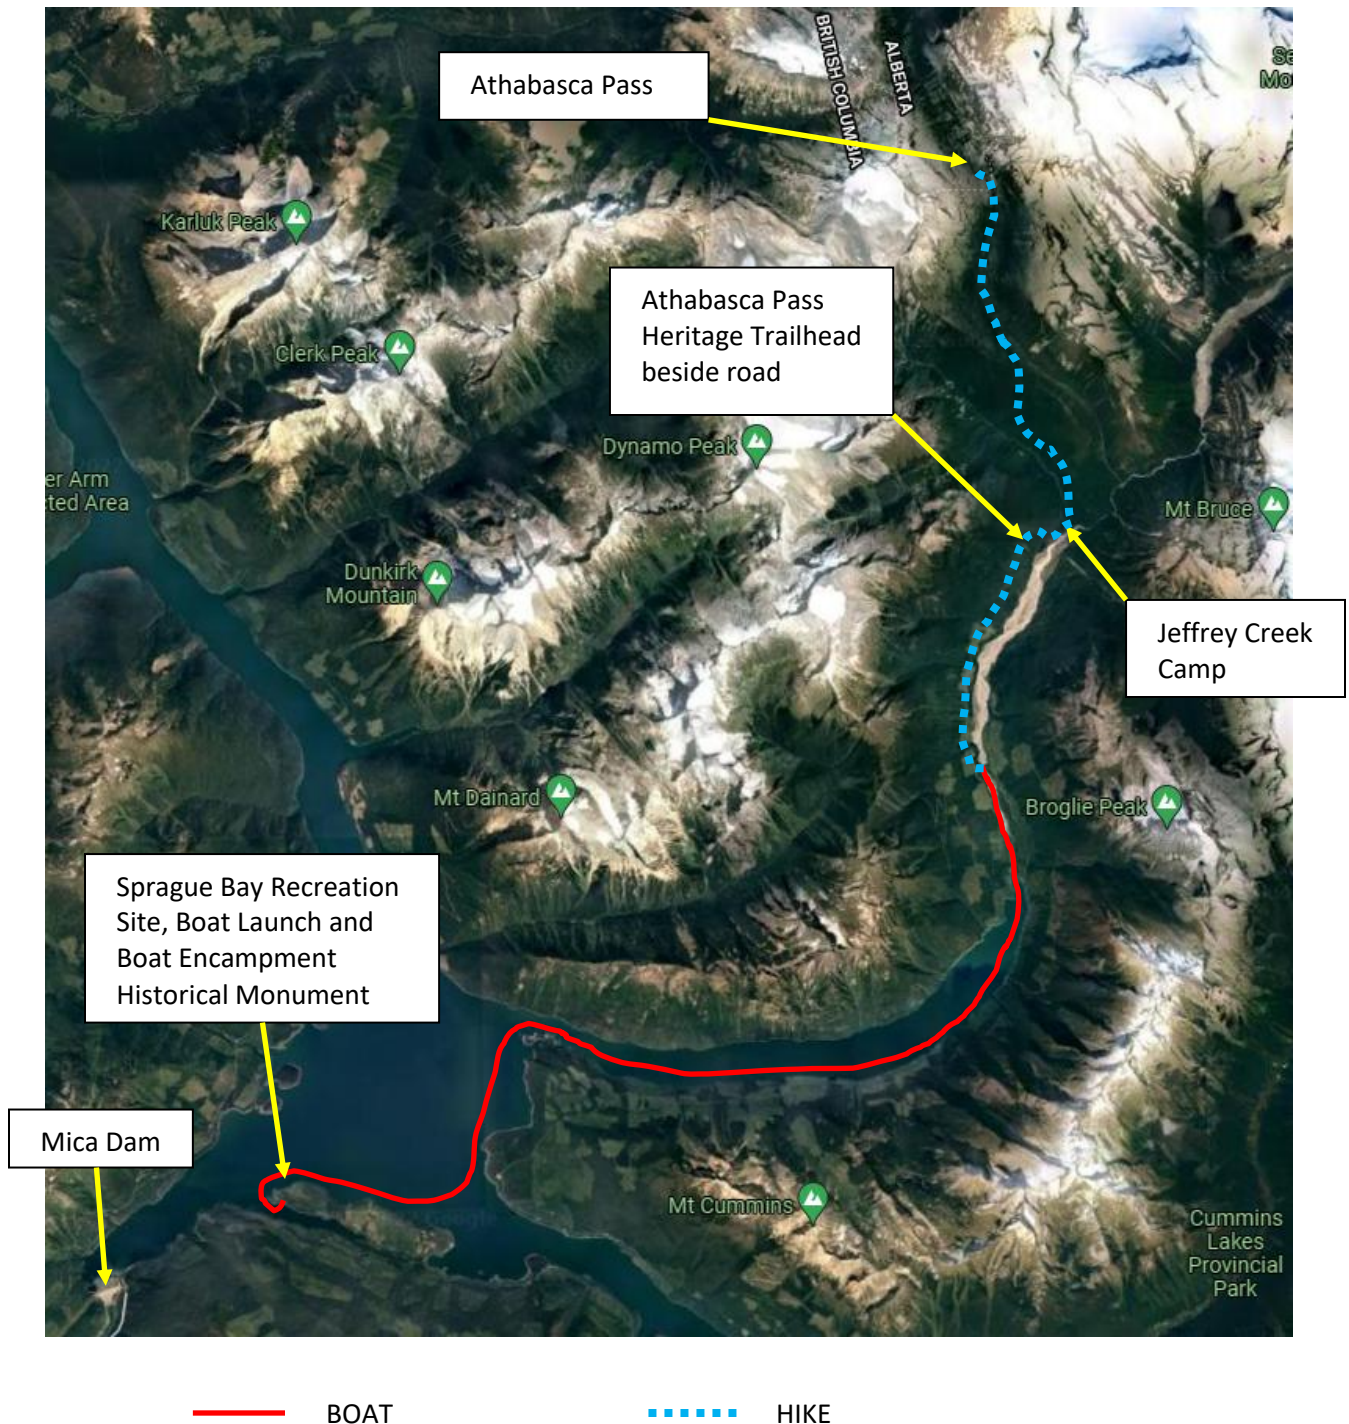 BRITISH COLUMBIA
ALBERTA
Athabasca Pass
Karluk Peak
Athabasca Pass
Heritage Trailhead
beside road
Clerk Peak
Dynamo Peak
er Arm
cted Area
Mt Bruce
Dunkirk
Mountain
Jeffrey Creek
Camp
Mt Dainard
Broglie Peak
Sprague Bay Recreation
Site, Boat Launch and
Boat Encampment
Historical Monument
Mica Dam
Mt Cummins
Cummins
Lakes
Provincial
Park
BOAT
HIKE